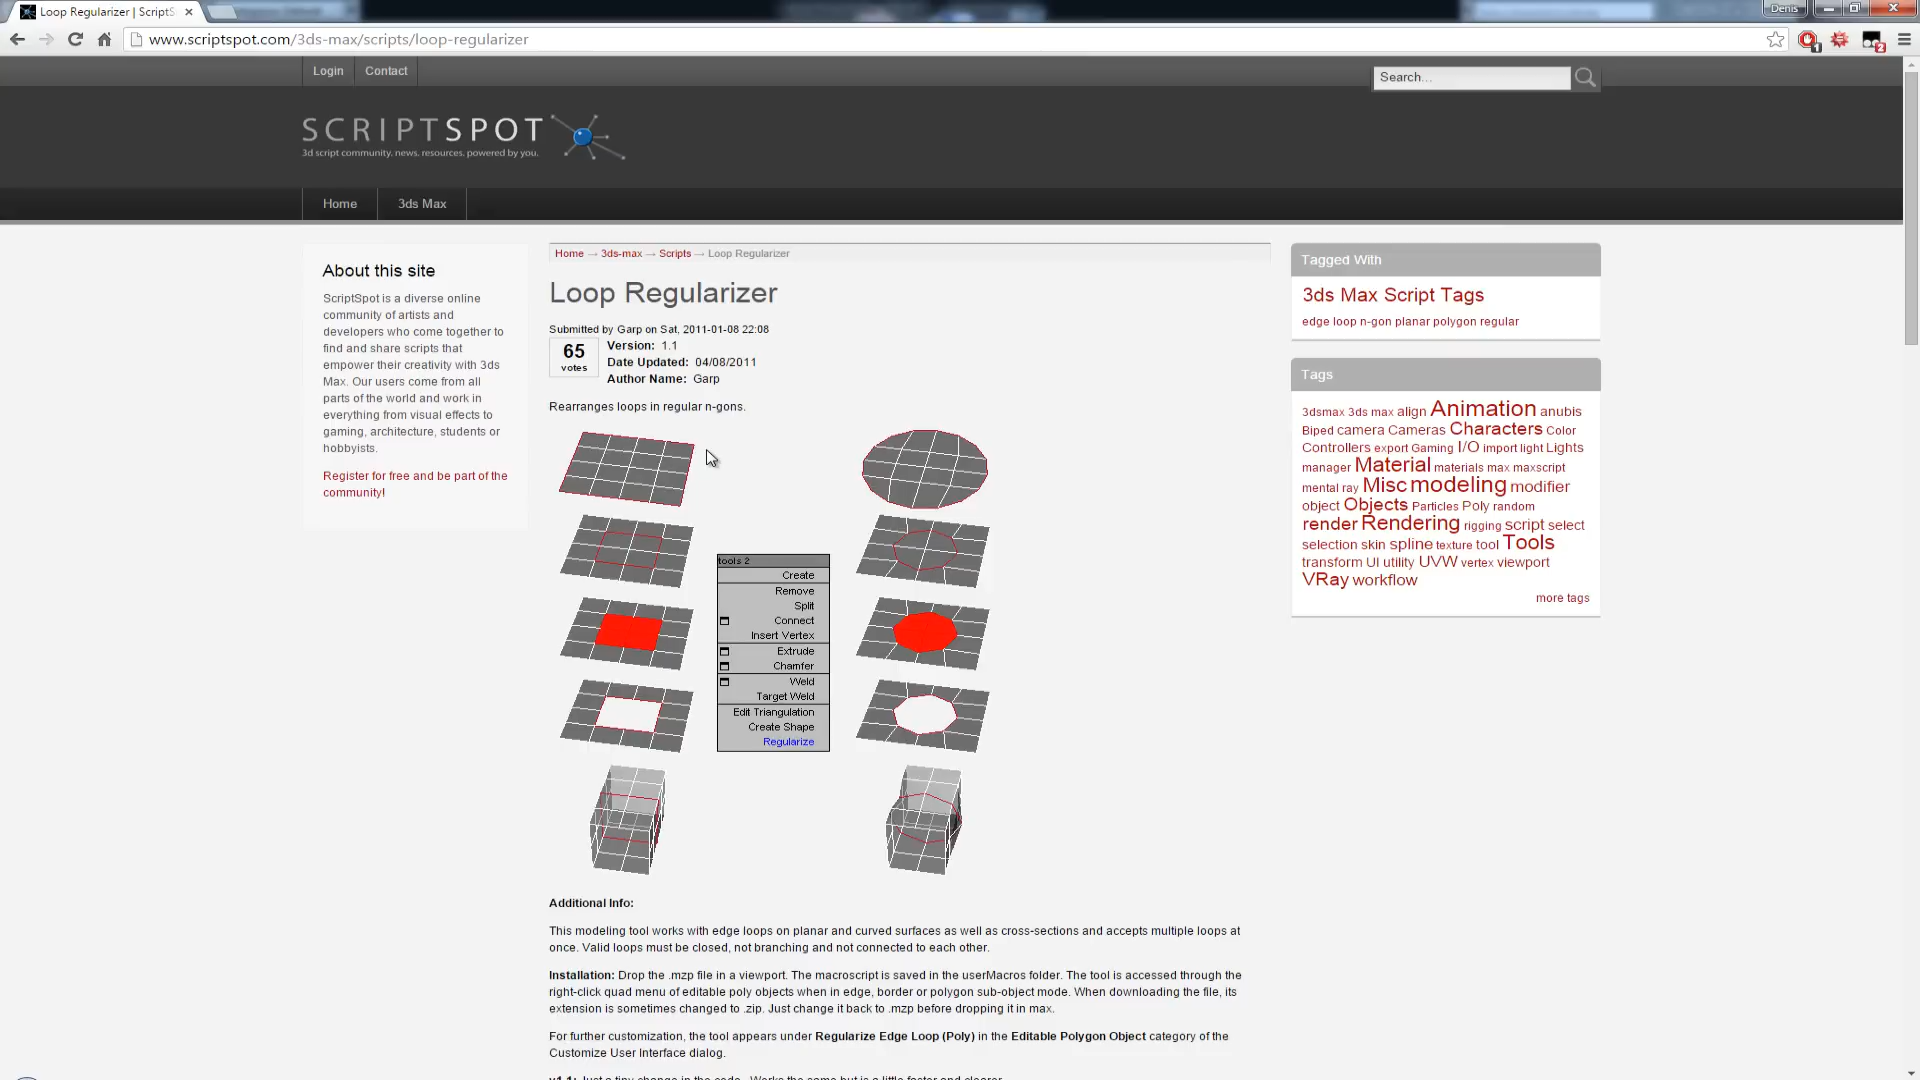 Loop Regularizer | ScriptS
Denis
www.scriptspot.com/3ds-max/scripts/loop-regularizer
Login
Contact
Search...
SCRIPTSPOT
3d script community. news. resources. powered by you.
Home
3ds Max
About this site
ScriptSpot is a diverse online
community of artists and
developers who come together to
find and share scripts that
empower their creativity with 3ds
Max. Our users come from all
parts of the world and work in
everything from visual effects to
gaming, architecture, students or
hobbyists.
Register for free and be part of the
community!
Home → 3ds-max → Scripts → Loop Regularizer
Loop Regularizer
Submitted by Garp on Sat, 2011-01-08 22:08
65
votes
Version: 1.1
Date Updated: 04/08/2011
Author Name: Garp
Rearranges loops in regular n-gons.
tools 2
Create
Remove
Split
Connect
Insert Vertex
Extrude
Chamfer
Weld
Target Weld
Edit Triangulation
Create Shape
Regularize
Additional Info:
This modeling tool works with edge loops on planar and curved surfaces as well as cross-sections and accepts multiple loops at
once. Valid loops must be closed, not branching and not connected to each other.
Installation: Drop the .mzp file in a viewport. The macroscript is saved in the userMacros folder. The tool is accessed through the
right-click quad menu of editable poly objects when in edge, border or polygon sub-object mode. When downloading the file, its
extension is sometimes changed to .zip. Just change it back to .mzp before dropping it in max.
For further customization, the tool appears under Regularize Edge Loop (Poly) in the Editable Polygon Object category of the
Customize User Interface dialog.
v1.1: Just a tiny change in the code. Works the same but is a little faster and cleaner.
Tagged With
3ds Max Script Tags
edge loop n-gon planar polygon regular
Tags
3dsmax 3ds max align Animation anubis
Biped camera Cameras Characters Color
Controllers export Gaming I/O import light Lights
manager Material materials max maxscript
mental ray Misc modeling modifier
object Objects Particles Poly random
render Rendering rigging script select
selection skin spline texture tool Tools
transform UI utility UVW vertex viewport
VRay workflow
more tags